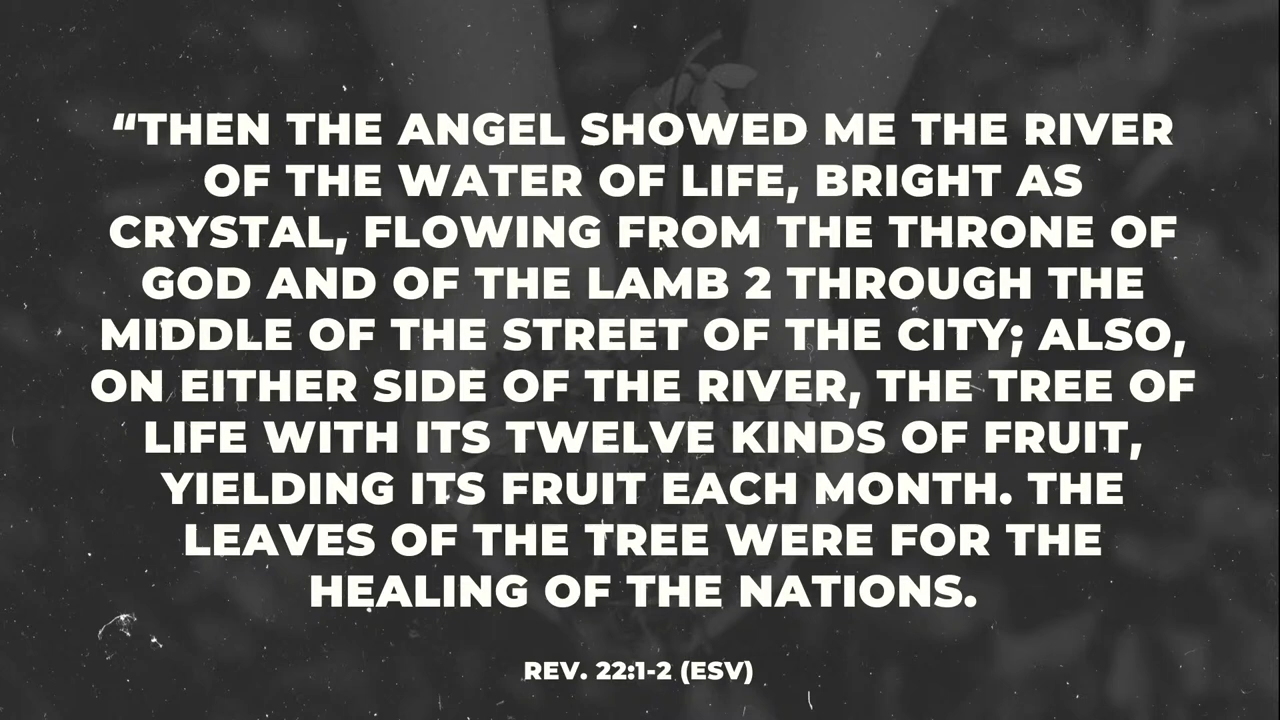 “THEN THE ANGEL SHOWED ME THE RIVER
OF THE WATER OF LIFE, BRIGHT AS
CRYSTAL, FLOWING FROM THE THRONE OF
GOD AND OF THE LAMB 2 THROUGH THE
MIDDLE OF THE STREET OF THE CITY; ALSO,
ON EITHER SIDE OF THE RIVER, THE TREE OF
LIFE WITH ITS TWELVE KINDS OF FRUIT,
YIELDING ITS FRUIT EACH MONTH. THE
LEAVES OF THE TREE WERE FOR THE
HEALING OF THE NATIONS.
REV. 22:1-2 (ESV)